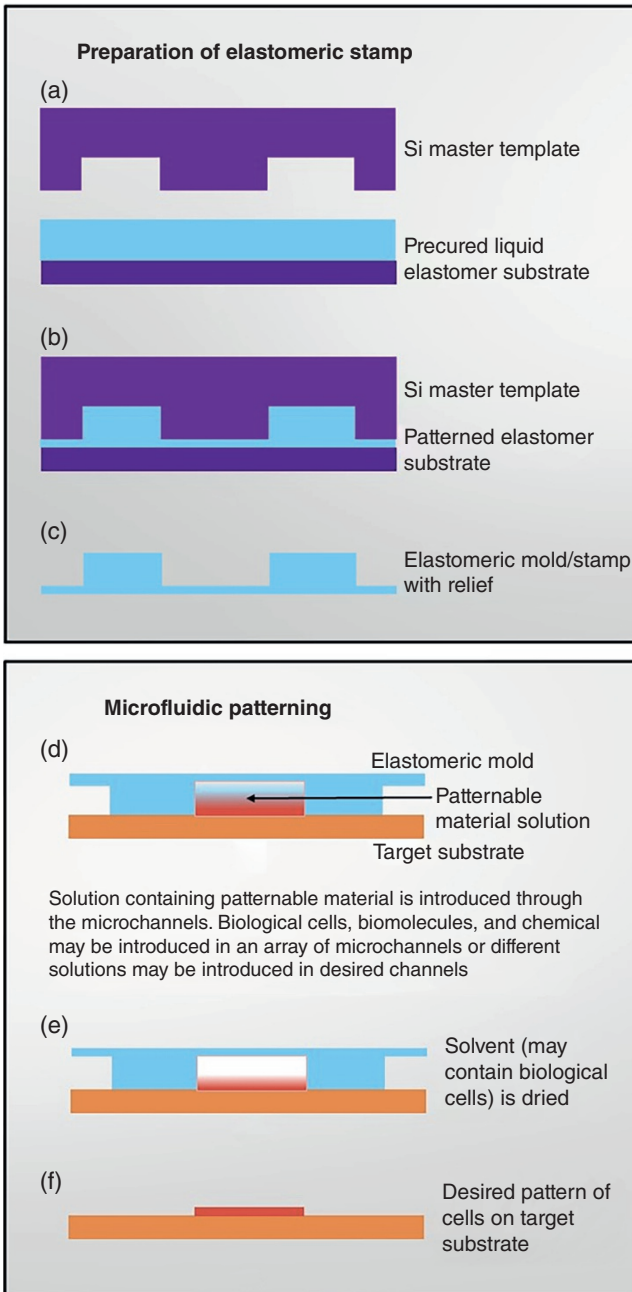 Preparation of elastomeric stamp
(a)
Si master template
Precured liquid
elastomer substrate
(b)
Si master template
Patterned elastomer
substrate
(c)
Elastomeric mold/stamp
with relief
Microfluidic patterning
(d)
Elastomeric mold
Patternable
material solution
Target substrate
Solution containing patternable material is introduced through
the microchannels. Biological cells, biomolecules, and chemical
may be introduced in an array of microchannels or different
solutions may be introduced in desired channels
(e)
Solvent (may
contain biological
cells) is dried
(f)
Desired pattern of
cells on target
substrate